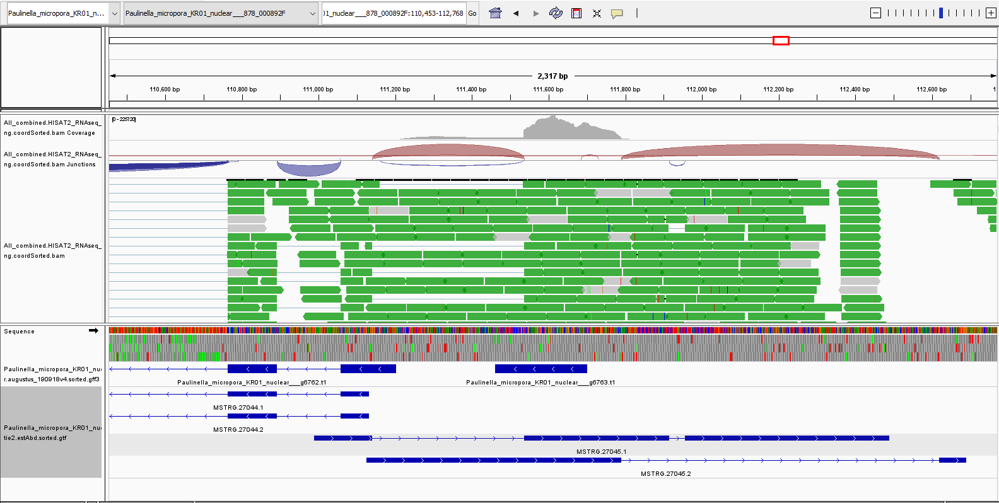 Paulinella_micropora_KR01_n...
Paulinella_micropora_KR01_nuclear___878_000892F
)1_nuclear___878_000892F:110,453-112,768
Go
2,317 bp
110,600 bp 110,800 bp 111,000 bp 111,200 bp 111,400 bp 111,600 bp 111,800 bp 112,000 bp 112,200 bp 112,400 bp 112,600 bp 1
[0 - 225720]
All_combined.HISAT2_RNAseq_
ng.coordSorted.bam Coverage
All_combined.HISAT2_RNAseq_
ng.coordSorted.bam Junctions
All_combined.HISAT2_RNAseq_
ng.coordSorted.bam
Sequence
Paulinella_micropora_KR01_nu
r.augustus_190918v4.sorted.gff3
Paulinella_micropora_KR01_nuclear___g6762.t1
Paulinella_micropora_KR01_nuclear___g6763.t1
MSTRG.27044.1
MSTRG.27044.2
Paulinella_micropora_KR01_nu
tie2.estAbd.sorted.gtf
MSTRG.27045.1
MSTRG.27045.2